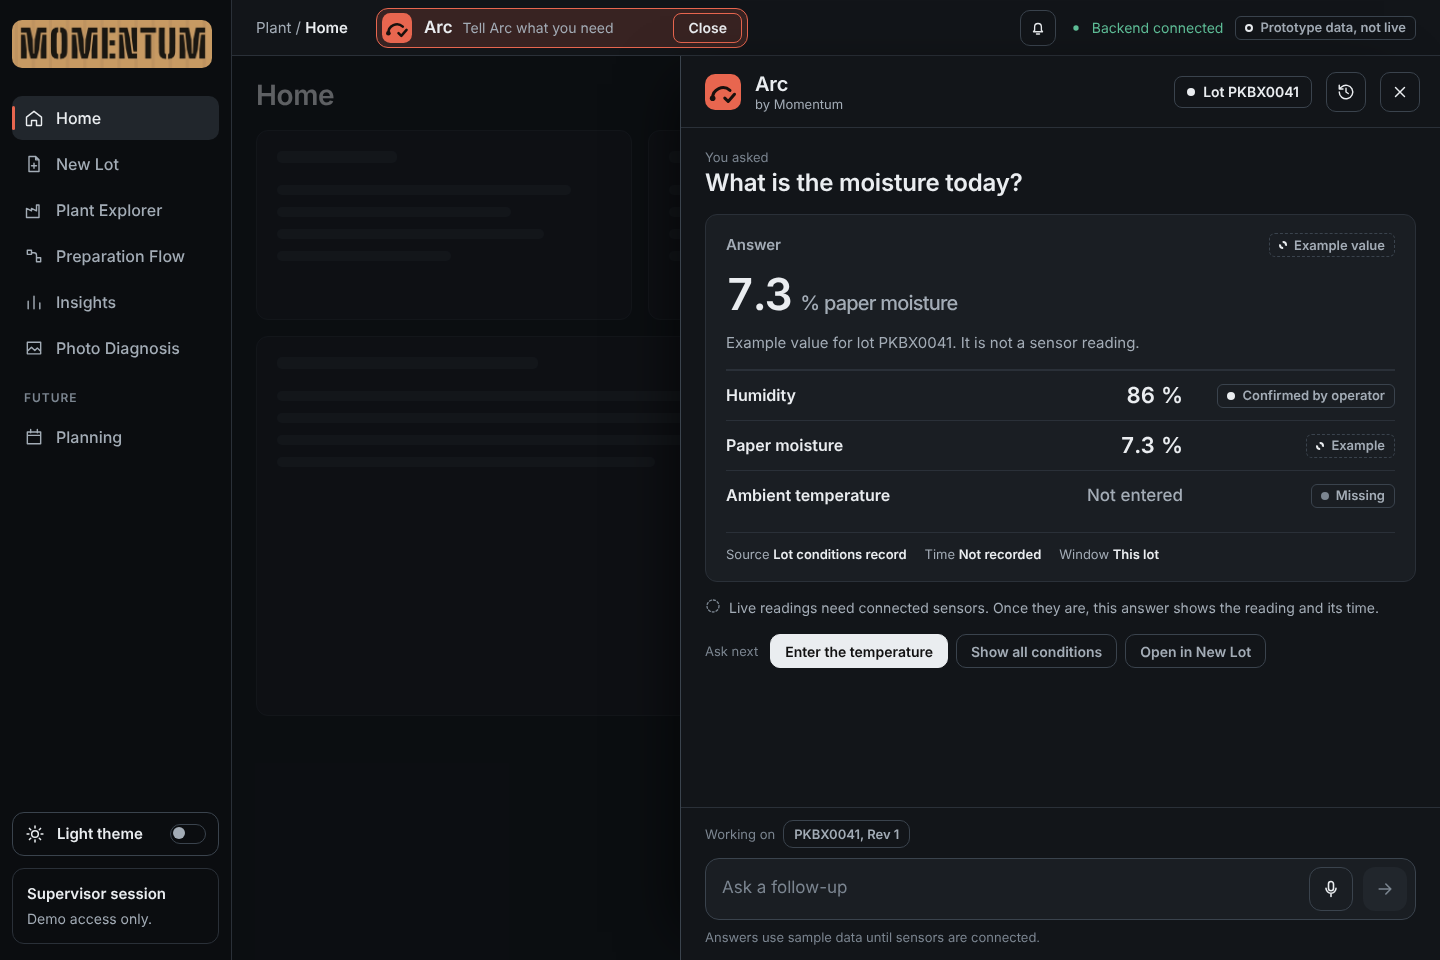 MOMENTUM
Home
New Lot
Plant Explorer
Preparation Flow
Insights
Photo Diagnosis
FUTURE
Planning
Light theme
Supervisor session
Demo access only.
Plant / Home
Arc Tell Arc what you need Close
Backend connected
Prototype data, not live
Home
Arc
by Momentum
Lot PKBX0041
You asked
What is the moisture today?
Answer
Example value
7.3 % paper moisture
Example value for lot PKBX0041. It is not a sensor reading.
Humidity 86 % Confirmed by operator
Paper moisture 7.3 % Example
Ambient temperature Not entered Missing
Source Lot conditions record Time Not recorded Window This lot
Live readings need connected sensors. Once they are, this answer shows the reading and its time.
Ask next Enter the temperature Show all conditions Open in New Lot
Working on PKBX0041, Rev 1
Ask a follow-up
Answers use sample data until sensors are connected.